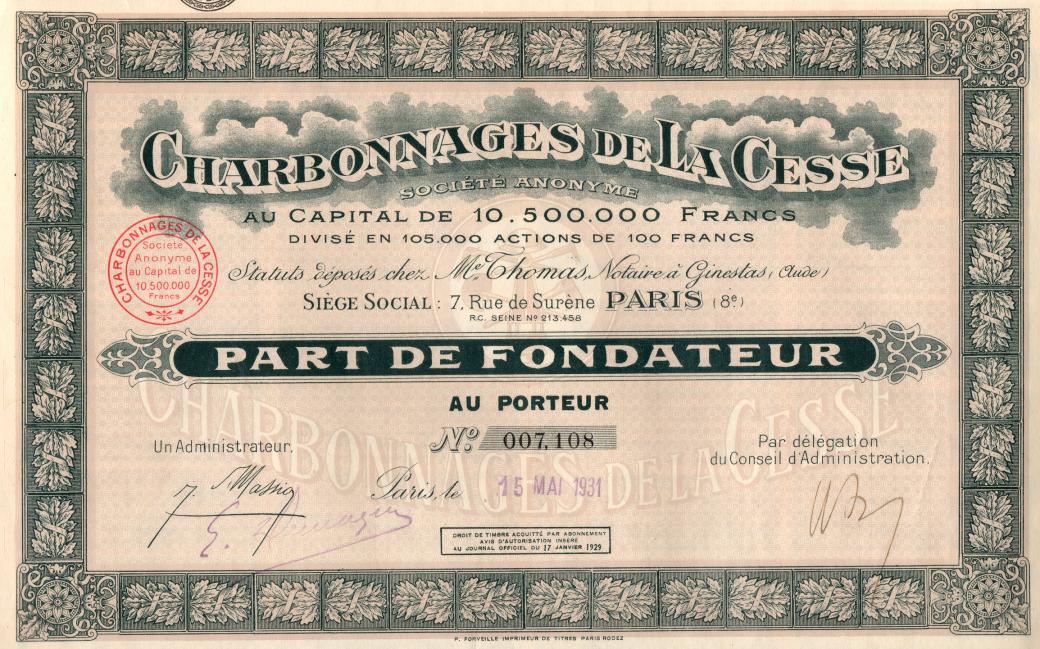 CHARBONNAGES DE LA CESSE
SOCIÉTÉ ANONYME
AU CAPITAL DE 10.500.000 FRANCS
DIVISÉ EN 105.000 ACTIONS DE 100 FRANCS
Statuts déposés chez Me Thomas, Notaire à Ginestas (Aude)
SIÈGE SOCIAL : 7, Rue de Surène PARIS (8e)
R.C. SEINE No 213.458
CHARBONNAGES DE LA CESSE
Société
Anonyme
au Capital de
10.500.000
Francs
PART DE FONDATEUR
AU PORTEUR
No. 007,108
CHARBONNAGES DE LA CESSE
Un Administrateur,
Par délégation
du Conseil d'Administration,
Paris, le 15 MAI 1931
DROIT DE TIMBRE ACQUITTÉ PAR ABONNEMENT
AVIS D'AUTORISATION INSÉRÉ
AU JOURNAL OFFICIEL DU 17 JANVIER 1929
P. FORVEILLE IMPRIMEUR DE TITRES PARIS RODEZ